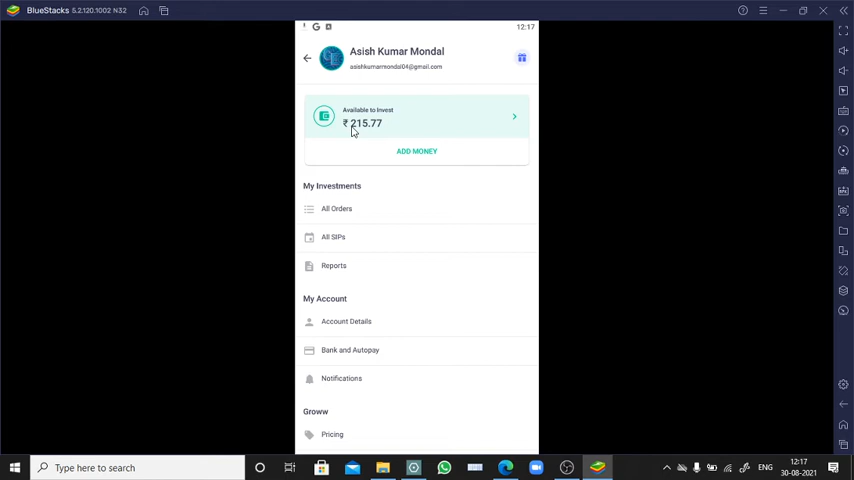 BlueStacks 5.2.120.1002 N32
12:17
Asish Kumar Mondal
asishkumarmondal04@gmail.com
Available to Invest
₹ 215.77
ADD MONEY
My Investments
All Orders
All SIPs
Reports
My Account
Account Details
Bank and Autopay
Notifications
Groww
Pricing
Type here to search
ENG
12:17
30-08-2021